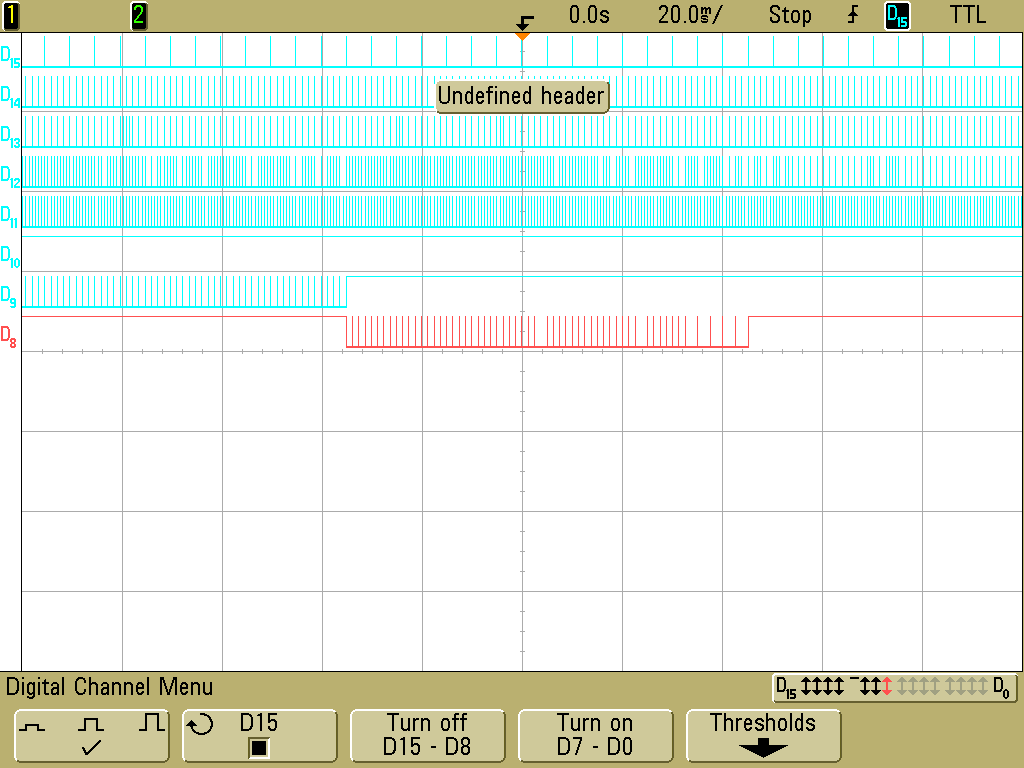 1 2 0.0s 20.0ms/ Stop D15 TTL
D15
D14
Undefined header
D13
D12
D11
D10
D9
D8
Digital Channel Menu
D15 D0
D15
Turn off
D15 - D8
Turn on
D7 - D0
Thresholds